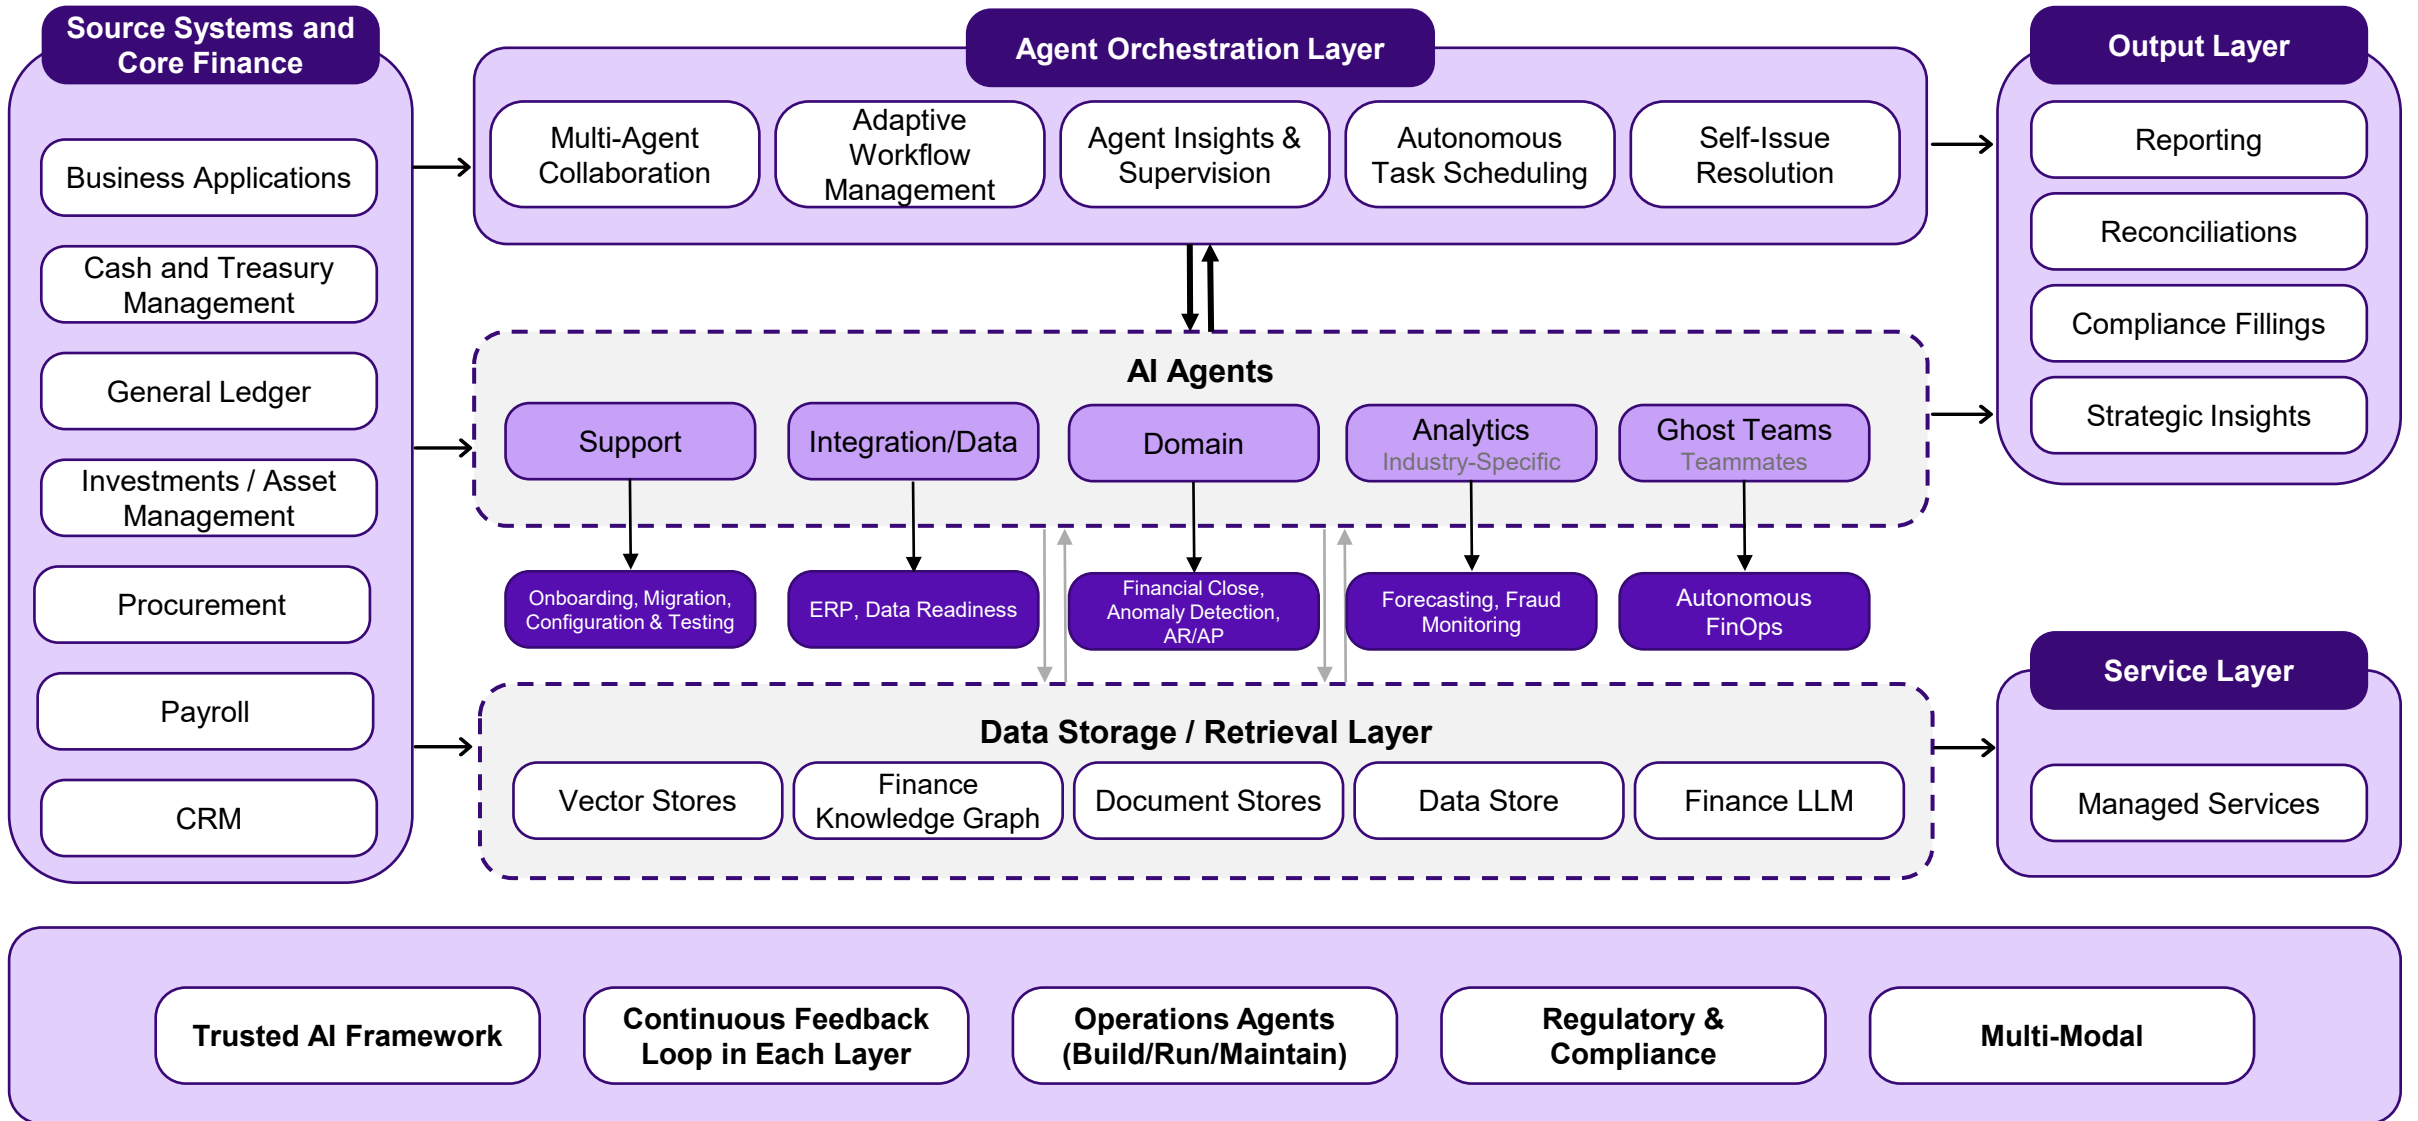 Source Systems and
Core Finance
Business Applications
Cash and Treasury
Management
General Ledger
Investments / Asset
Management
Procurement
Payroll
CRM
Agent Orchestration Layer
Multi-Agent
Collaboration
Adaptive
Workflow
Management
Agent Insights &
Supervision
Autonomous
Task Scheduling
Self-Issue
Resolution
AI Agents
Support
Integration/Data
Domain
Analytics
Industry-Specific
Ghost Teams
Teammates
Onboarding, Migration,
Configuration & Testing
ERP, Data Readiness
Financial Close,
Anomaly Detection,
AR/AP
Forecasting, Fraud
Monitoring
Autonomous
FinOps
Data Storage / Retrieval Layer
Vector Stores
Finance
Knowledge Graph
Document Stores
Data Store
Finance LLM
Output Layer
Reporting
Reconciliations
Compliance Fillings
Strategic Insights
Service Layer
Managed Services
Trusted AI Framework
Continuous Feedback
Loop in Each Layer
Operations Agents
(Build/Run/Maintain)
Regulatory &
Compliance
Multi-Modal